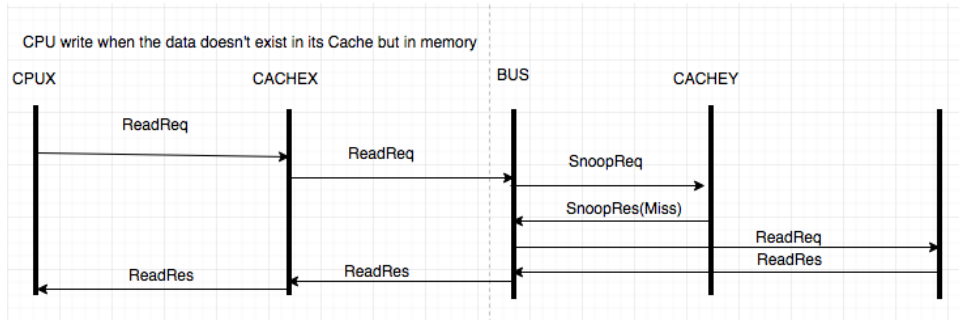 CPU write when the data doesn't exist in its Cache but in memory
CPUX
CACHEX
BUS
CACHEY
ReadReq
ReadReq
SnoopReq
SnoopRes(Miss)
ReadReq
ReadRes
ReadRes
ReadRes